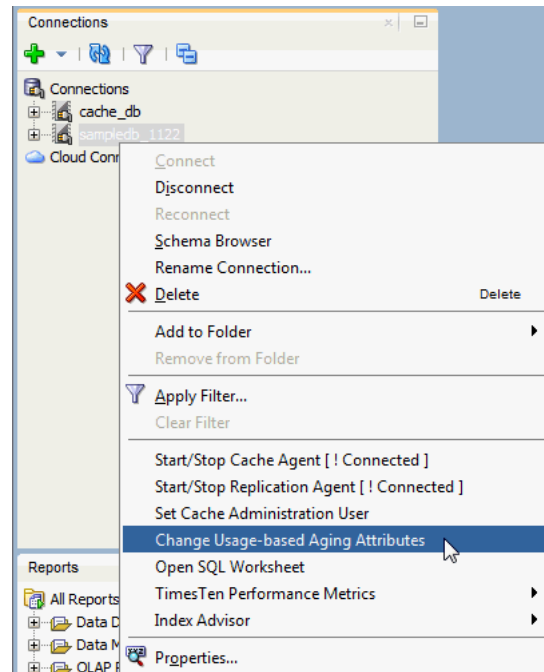 Connections
Connections
cache_db
sampledb_1122
Cloud Conn
Connect
Disconnect
Reconnect
Schema Browser
Rename Connection...
Delete Delete
Add to Folder
Remove from Folder
Apply Filter...
Clear Filter
Start/Stop Cache Agent [ ! Connected ]
Start/Stop Replication Agent [ ! Connected ]
Set Cache Administration User
Change Usage-based Aging Attributes
Open SQL Worksheet
TimesTen Performance Metrics
Index Advisor
Properties...
Reports
All Reports
Data D
Data M
OLAP R